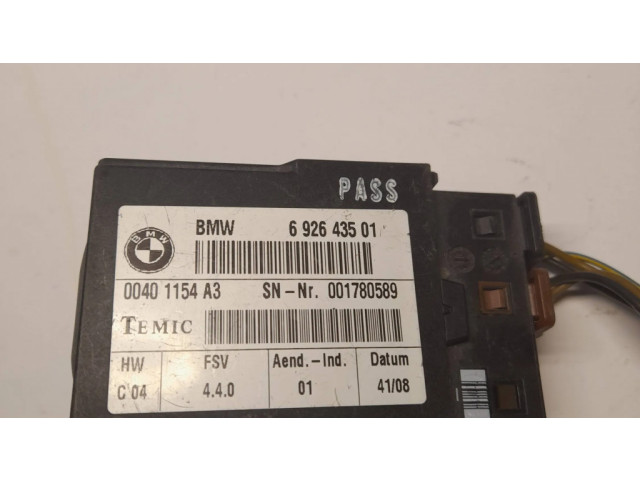 PASS
BMW 6 926 435 01
BMW
0040 1154 A3 SN-Nr. 001780589
TEMIC
HW FSV Aend.-Ind. Datum
C 04 4.4.0 01 41/08